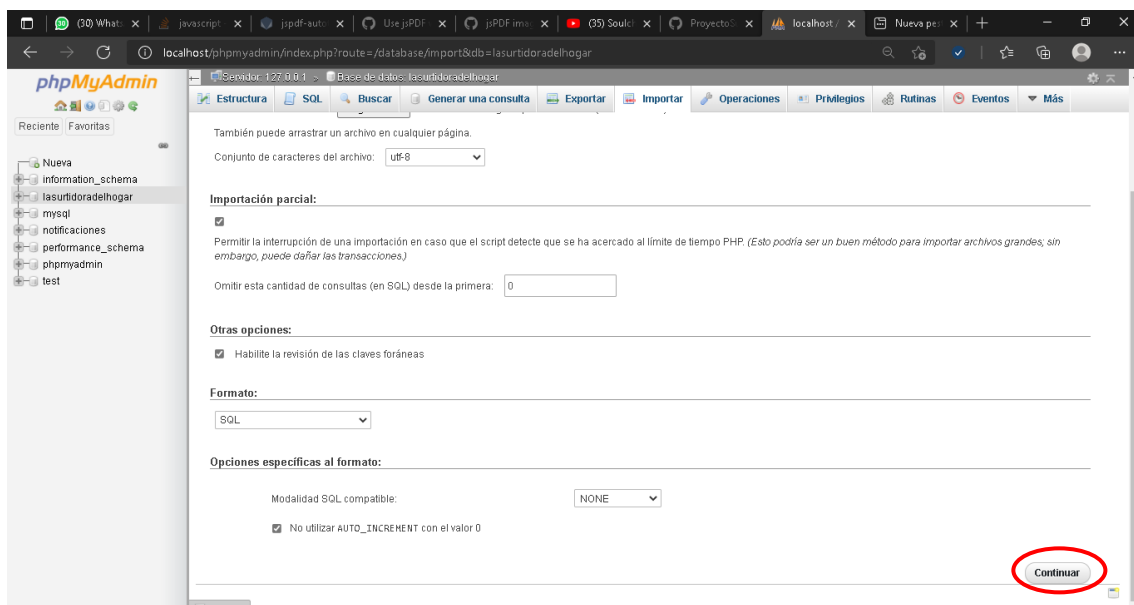 (30) What:
javascript
jspdf-auto
Use jsPDF
jsPDF ima
(35) Soulcl
ProyectoS
localhost /
Nueva pes
localhost/phpmyadmin/index.php?route=/database/import&db=lasurtidoradelhogar
phpMyAdmin
Reciente Favoritas
Nueva
information_schema
lasurtidoradelhogar
mysql
notificaciones
performance_schema
phpmyadmin
test
Servidor: 127.0.0.1 » Base de datos: lasurtidoradelhogar
Estructura SQL Buscar Generar una consulta Exportar Importar Operaciones Privilegios Rutinas Eventos Más
También puede arrastrar un archivo en cualquier página.
Conjunto de caracteres del archivo: utf-8
Importación parcial:
Permitir la interrupción de una importación en caso que el script detecte que se ha acercado al límite de tiempo PHP. (Esto podría ser un buen método para importar archivos grandes; sin
embargo, puede dañar las transacciones.)
Omitir esta cantidad de consultas (en SQL) desde la primera: 0
Otras opciones:
Habilite la revisión de las claves foráneas
Formato:
SQL
Opciones específicas al formato:
Modalidad SQL compatible: NONE
No utilizar AUTO_INCREMENT con el valor 0
Continuar